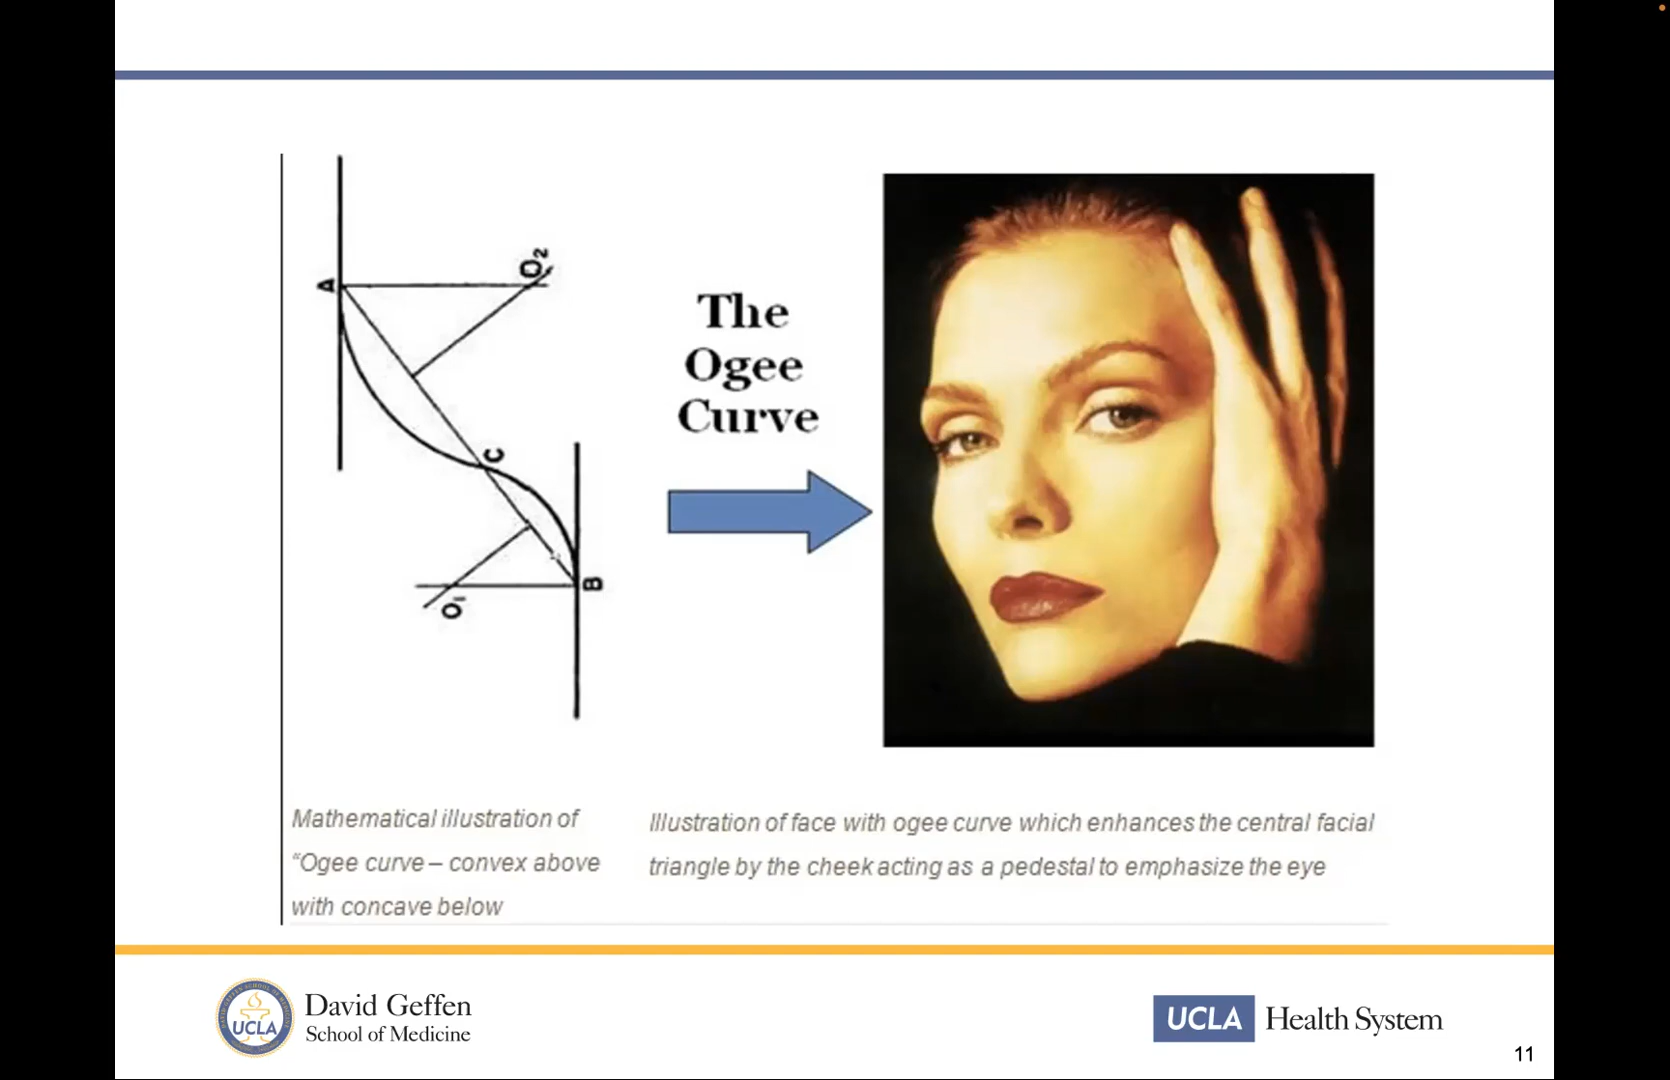 A
O₂
C
B
O₁
The
Ogee
Curve
Mathematical illustration of
“Ogee curve – convex above
with concave below
Illustration of face with ogee curve which enhances the central facial
triangle by the cheek acting as a pedestal to emphasize the eye
UCLA
David Geffen
School of Medicine
UCLA Health System
11